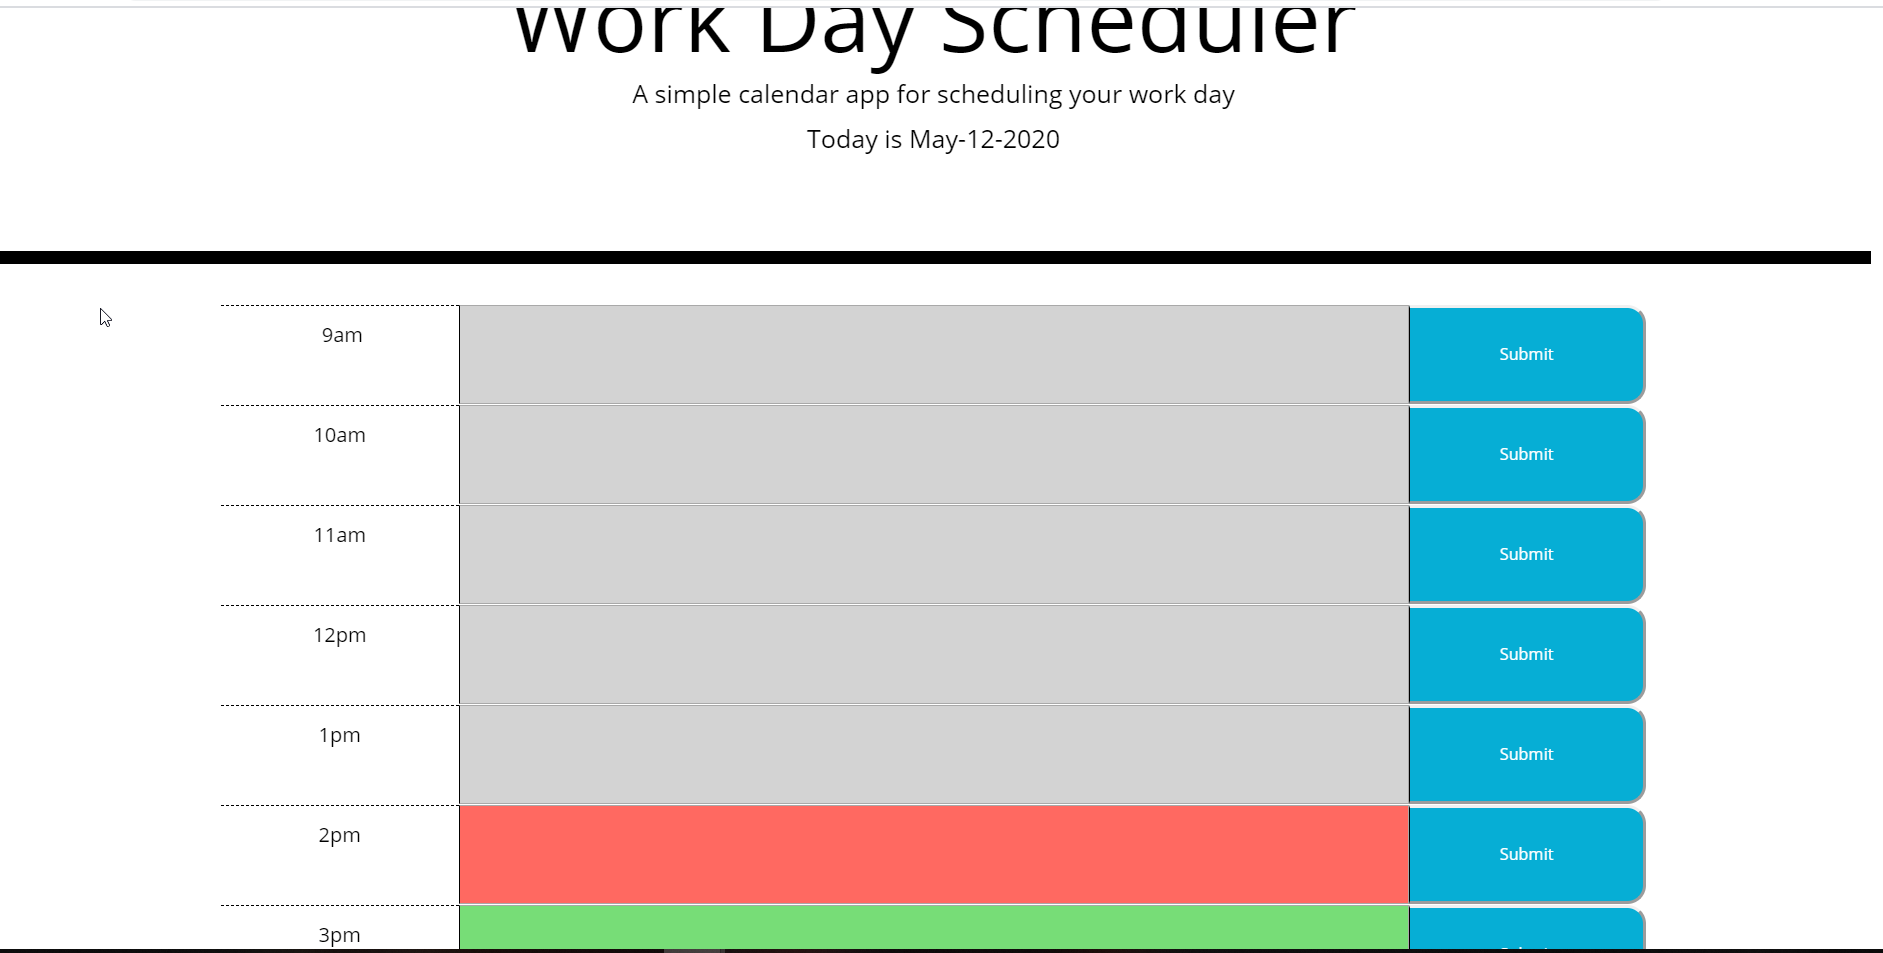 Work Day Scheduler
A simple calendar app for scheduling your work day
Today is May-12-2020
9am
Submit
10am
Submit
11am
Submit
12pm
Submit
1pm
Submit
2pm
Submit
3pm